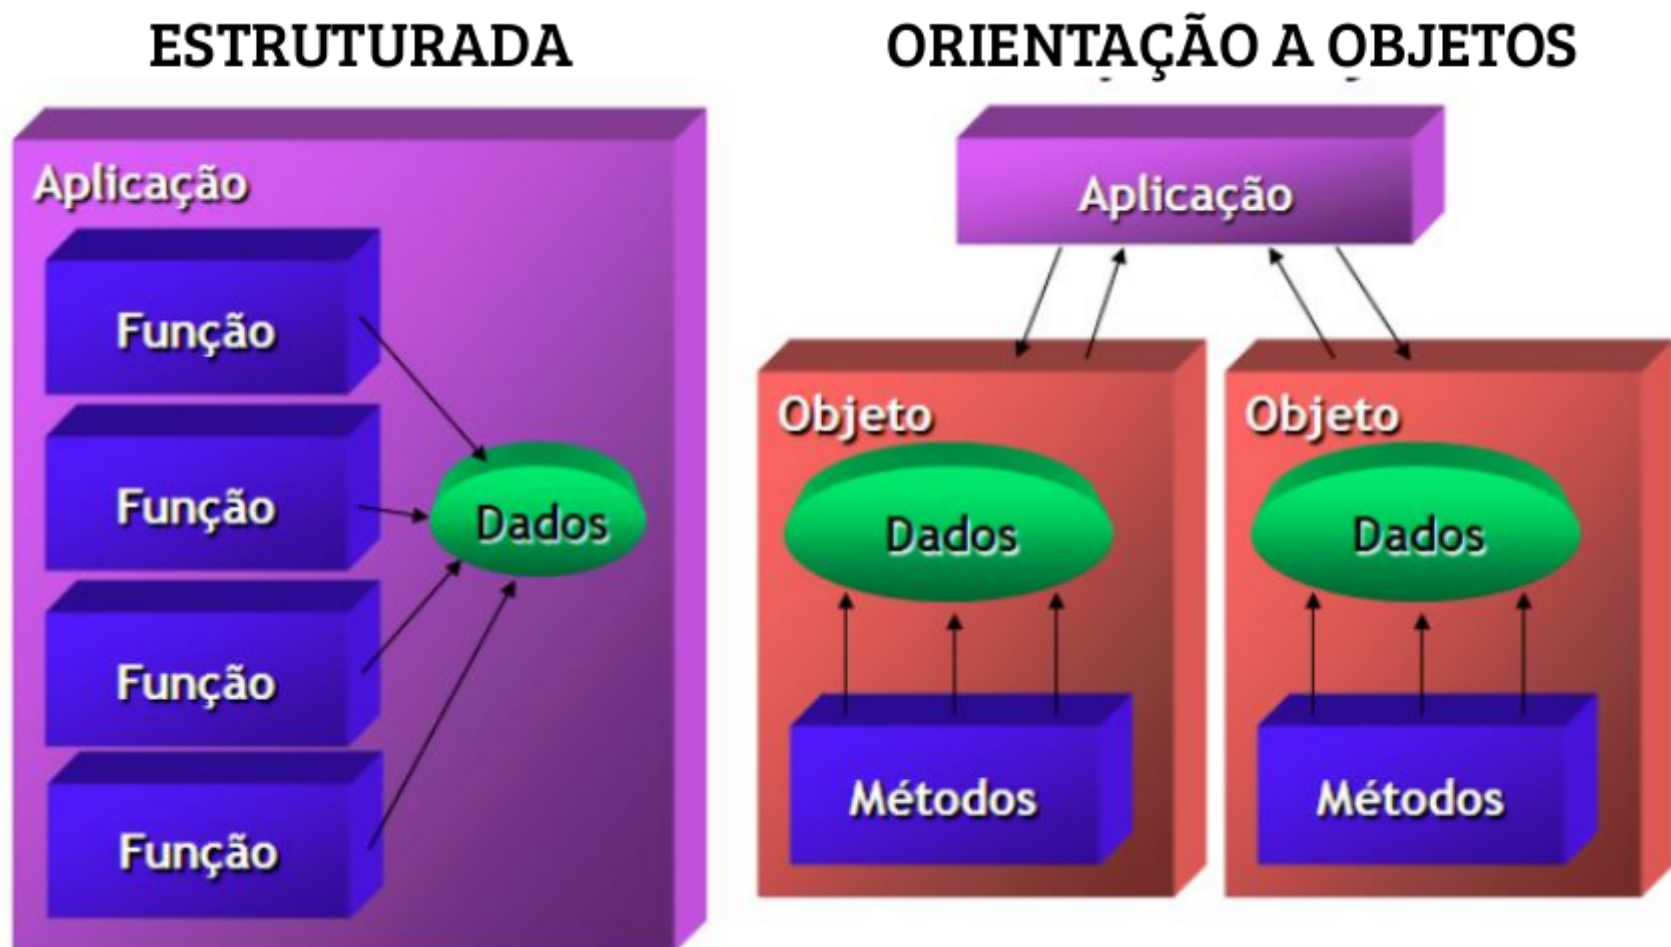 ESTRUTURADA
Aplicação
Função
Função
Função
Função
Dados
ORIENTAÇÃO A OBJETOS
Aplicação
Objeto
Dados
Métodos
Objeto
Dados
Métodos